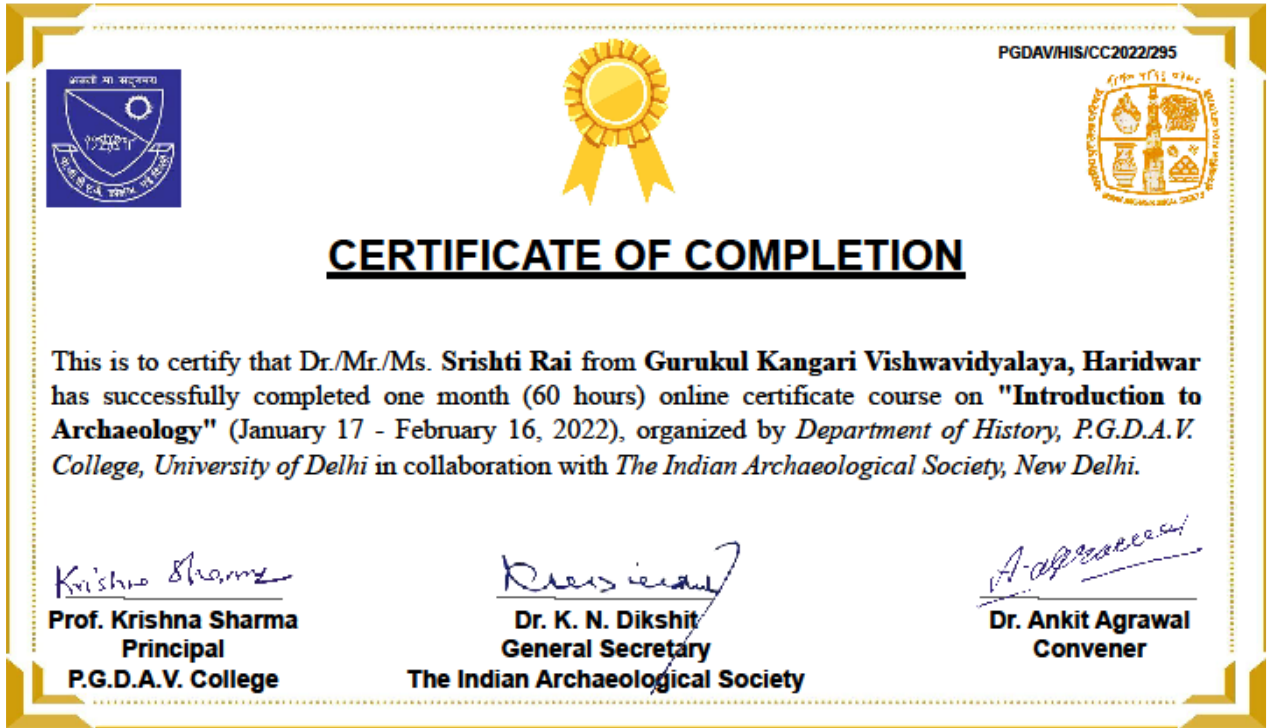 PGDAV/HIS/CC2022/295
CERTIFICATE OF COMPLETION
This is to certify that Dr./Mr./Ms. Srishti Rai from Gurukul Kangari Vishwavidyalaya, Haridwar
has successfully completed one month (60 hours) online certificate course on "Introduction to
Archaeology" (January 17 - February 16, 2022), organized by Department of History, P.G.D.A.V.
College, University of Delhi in collaboration with The Indian Archaeological Society, New Delhi.
Krishna Sharma
Prof. Krishna Sharma
Principal
P.G.D.A.V. College
Dr. K. N. Dikshit
General Secretary
The Indian Archaeological Society
Dr. Ankit Agrawal
Convener